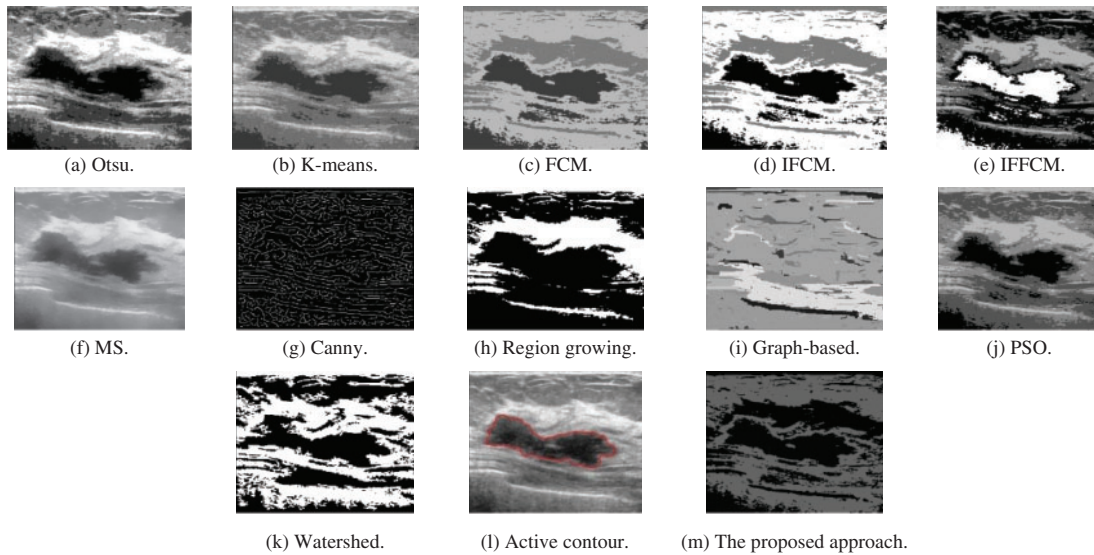 (a) Otsu.
(b) K-means.
(c) FCM.
(d) IFCM.
(e) IFFCM.
(f) MS.
(g) Canny.
(h) Region growing.
(i) Graph-based.
(j) PSO.
(k) Watershed.
(l) Active contour.
(m) The proposed approach.